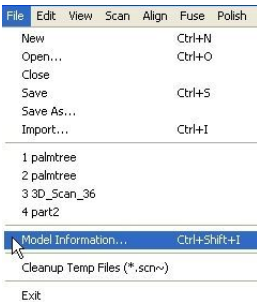 File Edit View Scan Align Fuse Polish
New Ctrl+N
Open... Ctrl+O
Close
Save Ctrl+S
Save As...
Import... Ctrl+I
1 palmtree
2 palmtree
3 3D_Scan_36
4 part2
Model Information... Ctrl+Shift+I
Cleanup Temp Files (*.scn~)
Exit